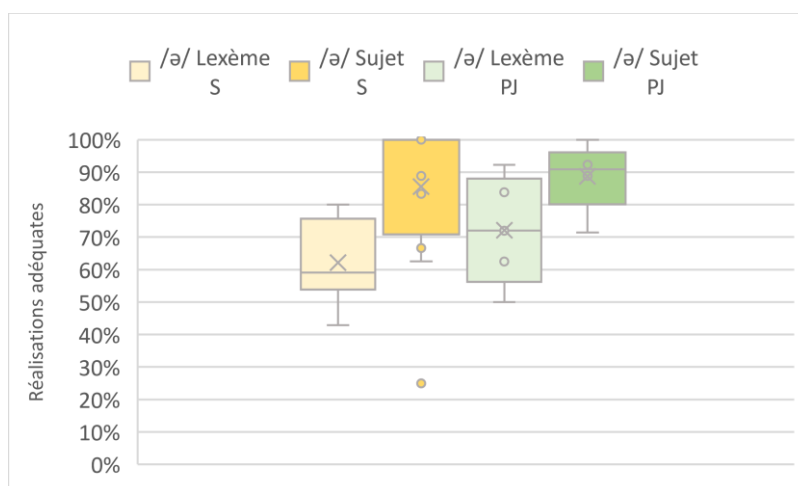 /ə/ Lexème S
/ə/ Sujet S
/ə/ Lexème PJ
/ə/ Sujet PJ
100%
90%
80%
70%
60%
50%
40%
30%
20%
10%
0%
Réalisations adéquates